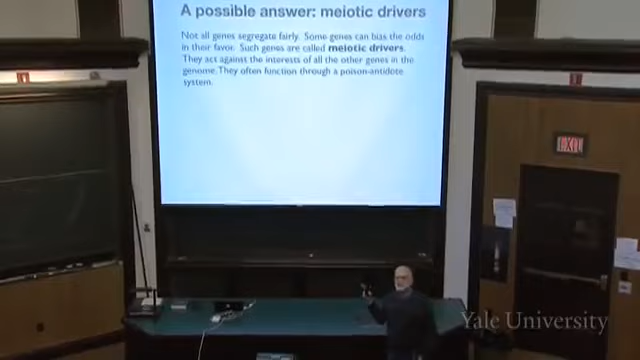 A possible answer: meiotic drivers
Not all genes segregate fairly. Some genes can bias the odds
in their favor. Such genes are called meiotic drivers.
They act against the interests of all the other genes in the
genome. They often function through a poison-antidote
system.
EXIT
Yale University